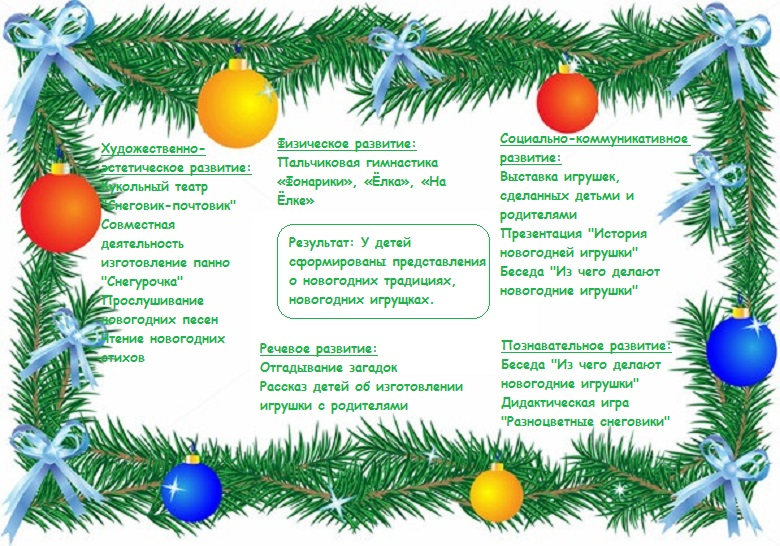 Художественно-
эстетическое развитие:
Кукольный театр
"Снеговик-почтовик"
Совместная
деятельность
изготовление панно
"Снегурочка"
Прослушивание
новогодних песен
Чтение новогодних
стихов
Физическое развитие:
Пальчиковая гимнастика
«Фонарики», «Ёлка», «На
Ёлке»
Социально-коммуникативное
развитие:
Выставка игрушек,
сделанных детьми и
родителями
Презентация "История
новогодней игрушки"
Беседа "Из чего делают
новогодние игрушки"
Результат: У детей
сформированы представления
о новогодних традициях,
новогодних игрущках.
Речевое развитие:
Отгадывание загадок
Рассказ детей об изготовлении
игрушки с родителями
Познавательное развитие:
Беседа "Из чего делают
новогодние игрушки"
Дидактическая игра
"Разноцветные снеговики"